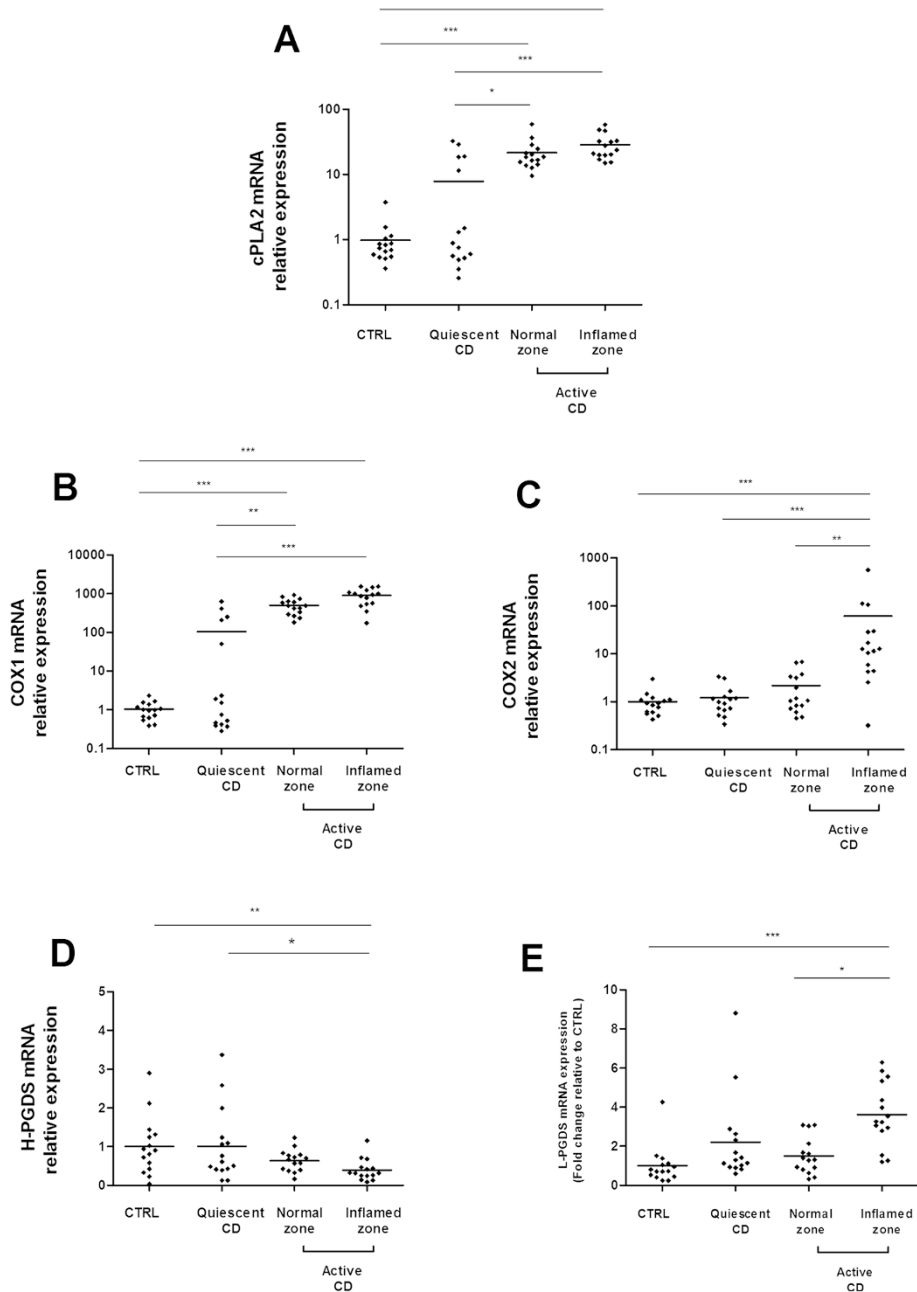 A
***
***
*
cPLA2 mRNA
relative expression
100
10
1
0.1
CTRL
Quiescent
CD
Normal
zone
Inflamed
zone
Active
CD
B
***
***
**
***
COX1 mRNA
relative expression
10000
1000
100
10
1
0.1
CTRL
Quiescent
CD
Normal
zone
Inflamed
zone
Active
CD
C
***
***
**
COX2 mRNA
relative expression
1000
100
10
1
0.1
CTRL
Quiescent
CD
Normal
zone
Inflamed
zone
Active
CD
D
**
*
H-PGDS mRNA
relative expression
5
4
3
2
1
0
CTRL
Quiescent
CD
Normal
zone
Inflamed
zone
Active
CD
E
***
*
L-PGDS mRNA expression
(Fold change relative to CTRL)
10
8
6
4
2
0
CTRL
Quiescent
CD
Normal
zone
Inflamed
zone
Active
CD